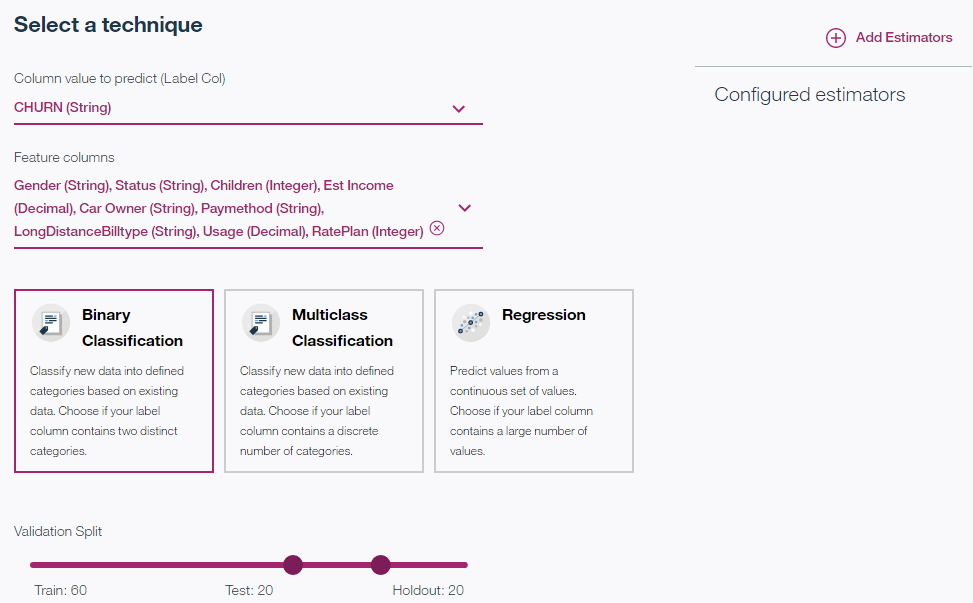 Select a technique
Add Estimators
Configured estimators
Column value to predict (Label Col)
CHURN (String)
Feature columns
Gender (String), Status (String), Children (Integer), Est Income
(Decimal), Car Owner (String), Paymethod (String),
LongDistanceBilltype (String), Usage (Decimal), RatePlan (Integer)
Binary
Classification
Classify new data into defined
categories based on existing
data. Choose if your label
column contains two distinct
categories.
Multiclass
Classification
Classify new data into defined
categories based on existing
data. Choose if your label
column contains a discrete
number of categories.
Regression
Predict values from a
continuous set of values.
Choose if your label column
contains a large number of
values.
Validation Split
Train: 60
Test: 20
Holdout: 20